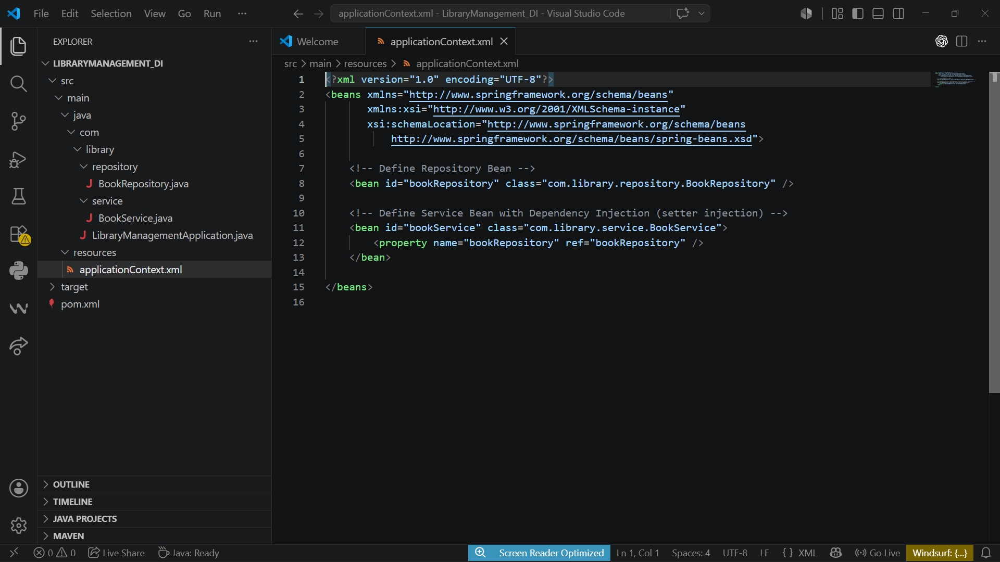 File Edit Selection View Go Run ···
applicationContext.xml - LibraryManagement_DI - Visual Studio Code
EXPLORER
LIBRARYMANAGEMENT_DI
src
main
java
com
library
repository
J BookRepository.java
service
J BookService.java
J LibraryManagementApplication.java
resources
applicationContext.xml
target
pom.xml
OUTLINE
TIMELINE
JAVA PROJECTS
MAVEN
Welcome
applicationContext.xml
src > main > resources > applicationContext.xml
1 <?xml version="1.0" encoding="UTF-8"?>
2 <beans xmlns="http://www.springframework.org/schema/beans"
3 xmlns:xsi="http://www.w3.org/2001/XMLSchema-instance"
4 xsi:schemaLocation="http://www.springframework.org/schema/beans
5 http://www.springframework.org/schema/beans/spring-beans.xsd">
6
7 <!-- Define Repository Bean -->
8 <bean id="bookRepository" class="com.library.repository.BookRepository" />
9
10 <!-- Define Service Bean with Dependency Injection (setter injection) -->
11 <bean id="bookService" class="com.library.service.BookService">
12 <property name="bookRepository" ref="bookRepository" />
13 </bean>
14
15 </beans>
16
0 0 Live Share Java: Ready
Screen Reader Optimized Ln 1, Col 1 Spaces: 4 UTF-8 LF { } XML Go Live Windsurf: {...}